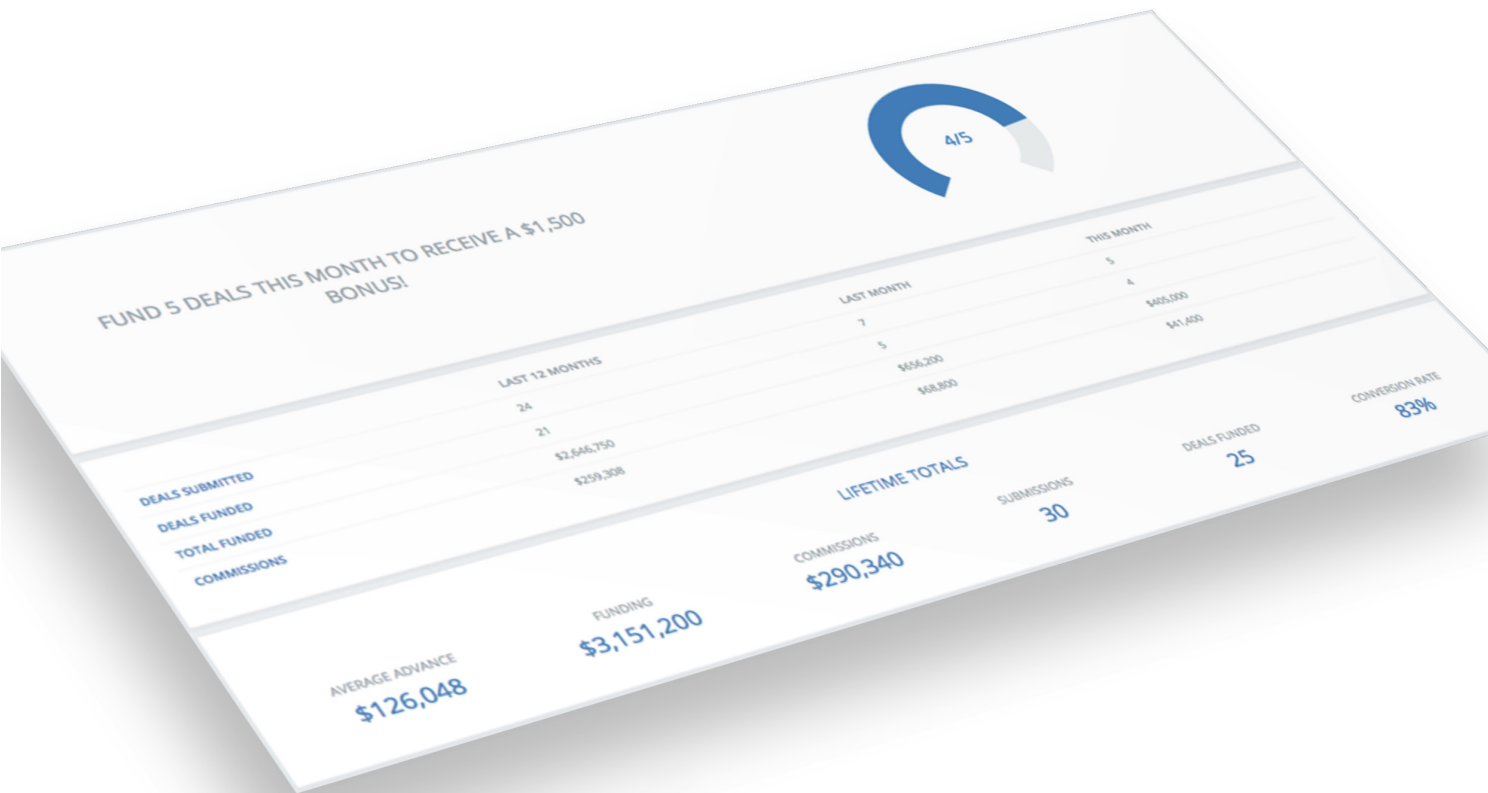 FUND 5 DEALS THIS MONTH TO RECEIVE A $1,500
BONUS!
4/5
LAST 12 MONTHS LAST MONTH THIS MONTH
DEALS SUBMITTED 24 7 5
DEALS FUNDED 21 5 4
TOTAL FUNDED $2,646,750 $656,200 $405,000
COMMISSIONS $259,308 $68,800 $41,400
LIFETIME TOTALS
AVERAGE ADVANCE FUNDING COMMISSIONS SUBMISSIONS DEALS FUNDED CONVERSION RATE
$126,048 $3,151,200 $290,340 30 25 83%